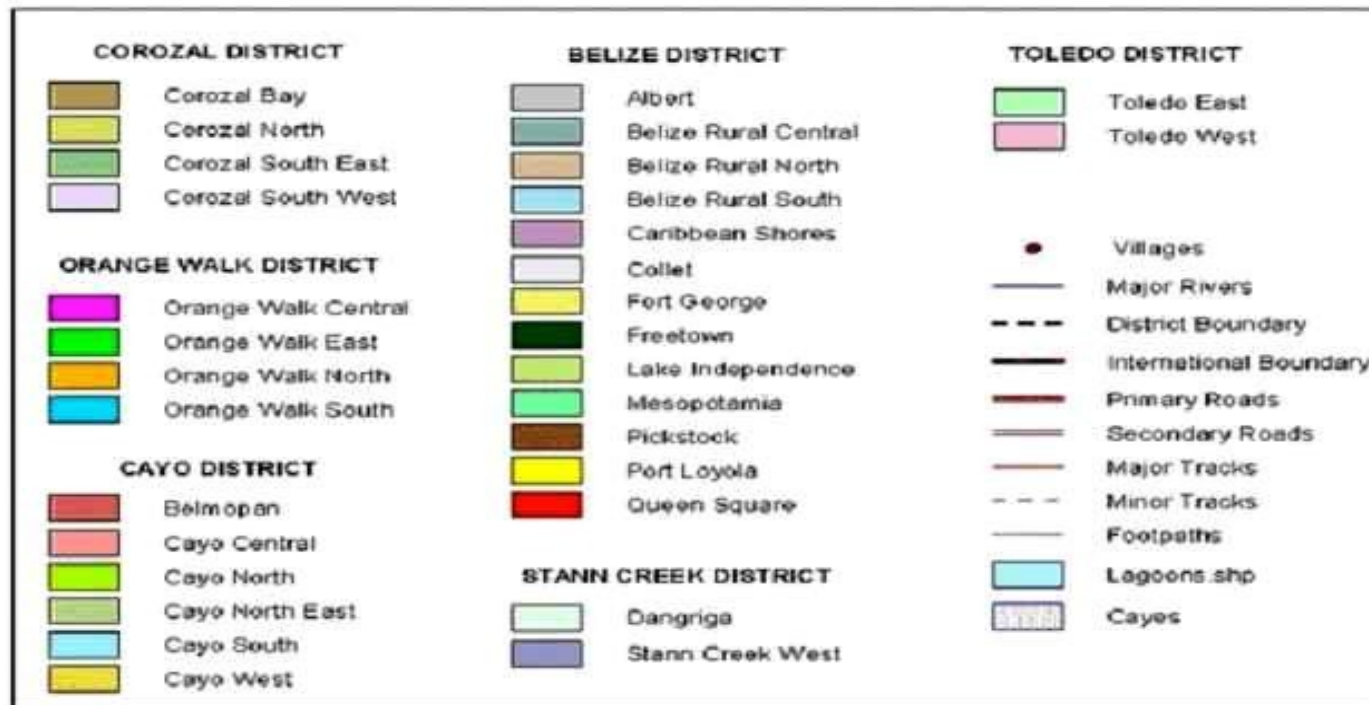 COROZAL DISTRICT
Corozal Bay
Corozal North
Corozal South East
Corozal South West
ORANGE WALK DISTRICT
Orange Walk Central
Orange Walk East
Orange Walk North
Orange Walk South
CAYO DISTRICT
Belmopan
Cayo Central
Cayo North
Cayo North East
Cayo South
Cayo West
BELIZE DISTRICT
Albert
Belize Rural Central
Belize Rural North
Belize Rural South
Caribbean Shores
Collet
Fort George
Freetown
Lake Independence
Mesopotamia
Pickstock
Port Loyola
Queen Square
STANN CREEK DISTRICT
Dangriga
Stann Creek West
TOLEDO DISTRICT
Toledo East
Toledo West
Villages
Major Rivers
District Boundary
International Boundary
Primary Roads
Secondary Roads
Major Tracks
Minor Tracks
Footpaths
Lagoons.shp
Cayes